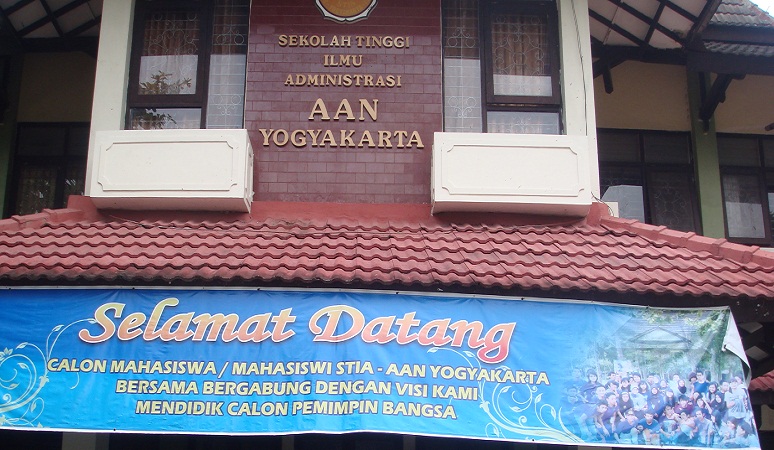 SEKOLAH TINGGI
ILMU
ADMINISTRASI
AAN
YOGYAKARTA
Selamat Datang
CALON MAHASISWA / MAHASISWI STIA - AAN YOGYAKARTA
BERSAMA BERGABUNG DENGAN VISI KAMI
MENDIDIK CALON PEMIMPIN BANGSA